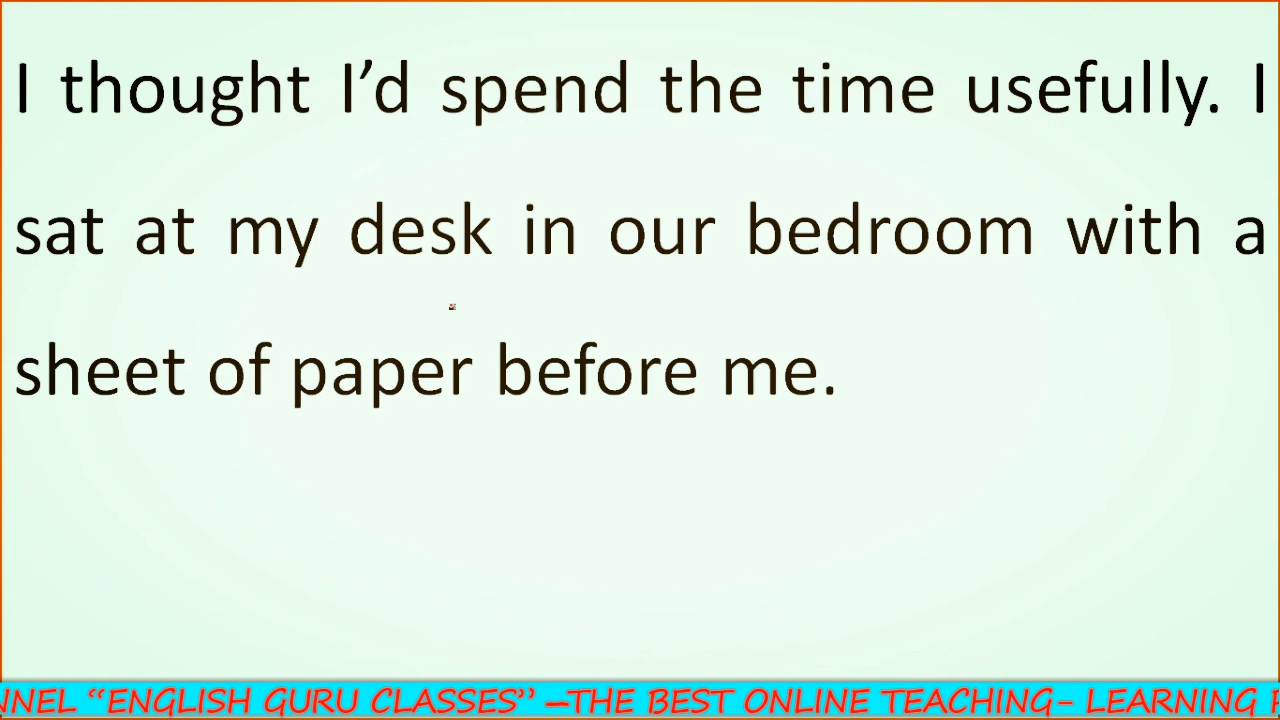 I thought I’d spend the time usefully. I
sat at my desk in our bedroom with a
sheet of paper before me.
“ENGLISH GURU CLASSES” –THE BEST ONLINE TEACHING- LEARNING